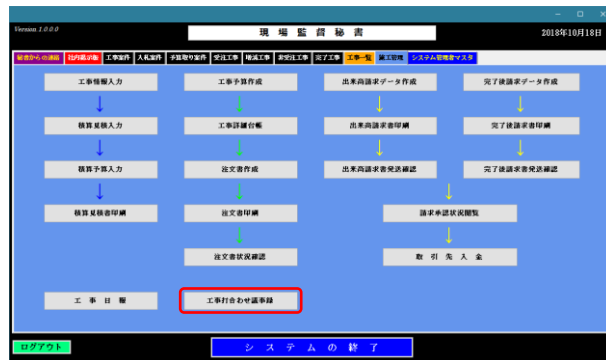 Version 1.0.0.0
現場監督秘書
2018年10月18日
秘書からの連絡 社内掲示板 工事案件 入札案件 予算取り案件 受注工事 増減工事 非受注工事 完了工事 工事一覧 施工管理 システム管理者マスタ
工事情報入力 工事予算作成 出来高請求データ作成 完了後請求データ作成
積算見積入力 工事詳細台帳 出来高請求書印刷 完了後請求書印刷
積算予算入力 注文書作成 出来高請求書発送確認 完了後請求書発送確認
積算見積書印刷 注文書印刷 請求承認状況閲覧
注文書状況確認 取引先入金
工事日報 工事打合わせ議事録
ログアウト システムの終了